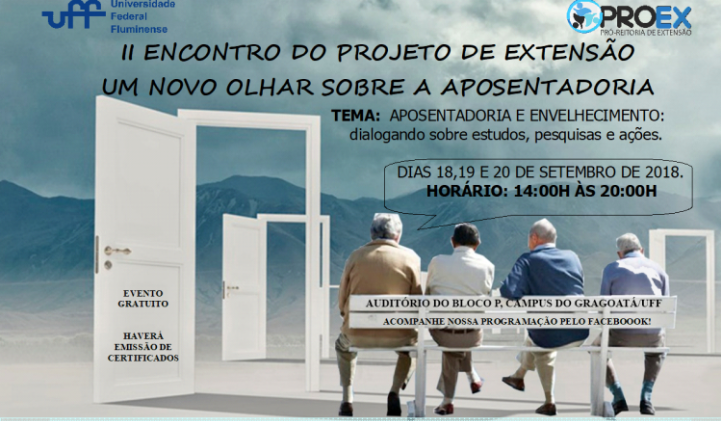 uff
Universidade
Federal
Fluminense
PROEX
PRÓ-REITORIA DE EXTENSÃO
II ENCONTRO DO PROJETO DE EXTENSÃO
UM NOVO OLHAR SOBRE A APOSENTADORIA
TEMA: APOSENTADORIA E ENVELHECIMENTO:
dialogando sobre estudos, pesquisas e ações.
DIAS 18,19 E 20 DE SETEMBRO DE 2018.
HORÁRIO: 14:00H ÀS 20:00H
EVENTO
GRATUITO
HAVERÁ
EMISSÃO DE
CERTIFICADOS
AUDITÓRIO DO BLOCO P, CAMPUS DO GRAGOATÁ/UFF
ACOMPANHE NOSSA PROGRAMAÇÃO PELO FACEBOOOK!